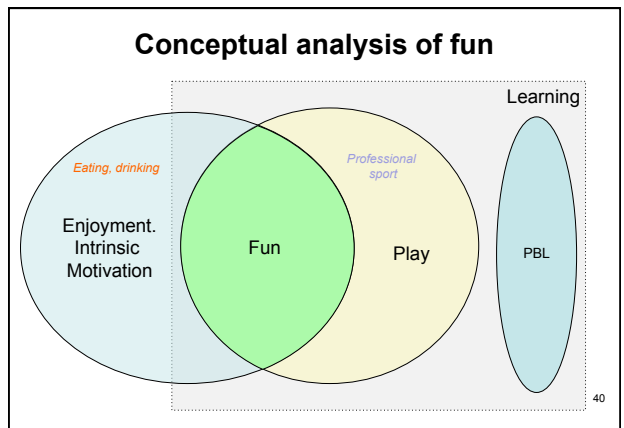 Conceptual analysis of fun
Learning
Eating, drinking
Professional
sport
Enjoyment.
Intrinsic
Motivation
Fun
Play
PBL
40